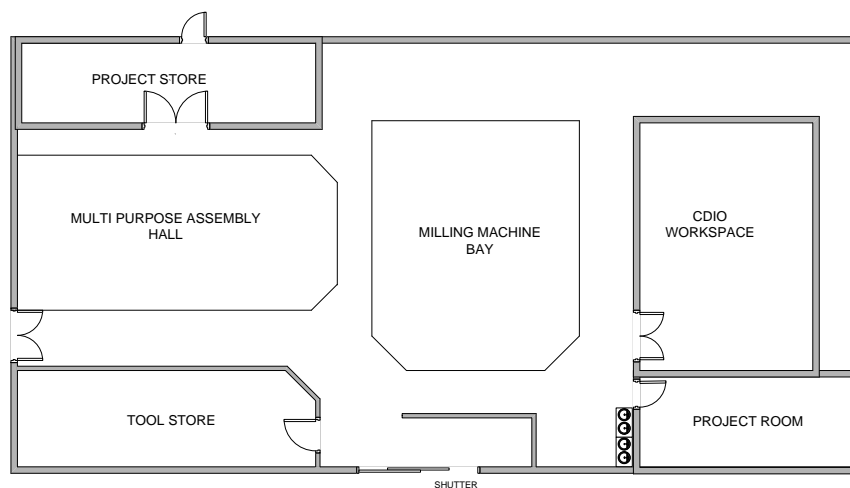 PROJECT STORE
MULTI PURPOSE ASSEMBLY
HALL
MILLING MACHINE
BAY
CDIO
WORKSPACE
TOOL STORE
PROJECT ROOM
SHUTTER